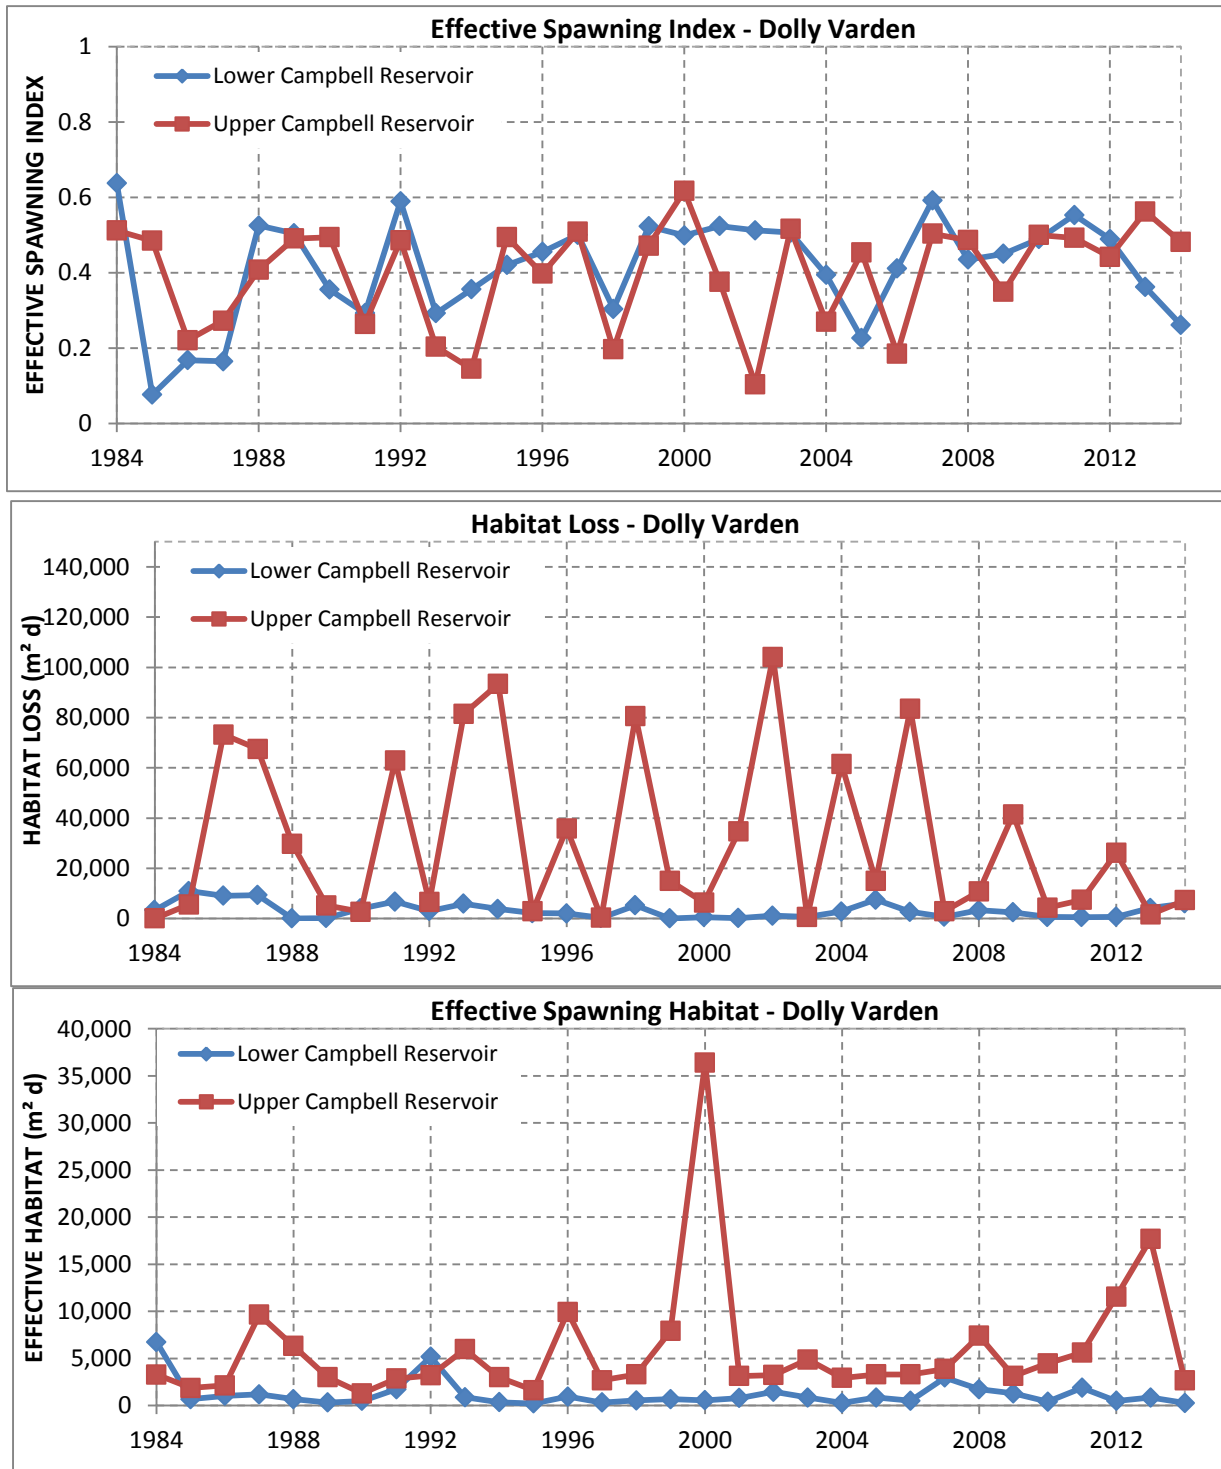 Effective Spawning Index - Dolly Varden
EFFECTIVE SPAWNING INDEX
1
0.8
0.6
0.4
0.2
0
Lower Campbell Reservoir
Upper Campbell Reservoir
1984 1988 1992 1996 2000 2004 2008 2012
Habitat Loss - Dolly Varden
HABITAT LOSS (m² d)
140,000
120,000
100,000
80,000
60,000
40,000
20,000
0
Lower Campbell Reservoir
Upper Campbell Reservoir
1984 1988 1992 1996 2000 2004 2008 2012
Effective Spawning Habitat - Dolly Varden
EFFECTIVE HABITAT (m² d)
40,000
35,000
30,000
25,000
20,000
15,000
10,000
5,000
0
Lower Campbell Reservoir
Upper Campbell Reservoir
1984 1988 1992 1996 2000 2004 2008 2012